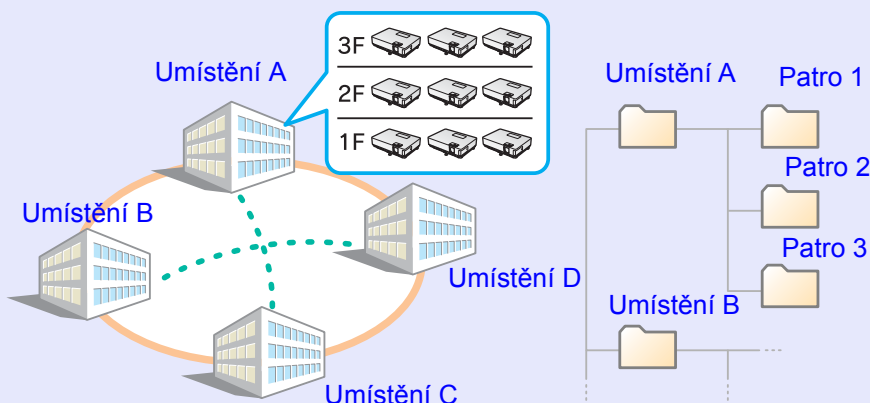 3F
2F
1F
Umístění A
Umístění B
Umístění D
Umístění C
Umístění A
Patro 1
Patro 2
Patro 3
Umístění B